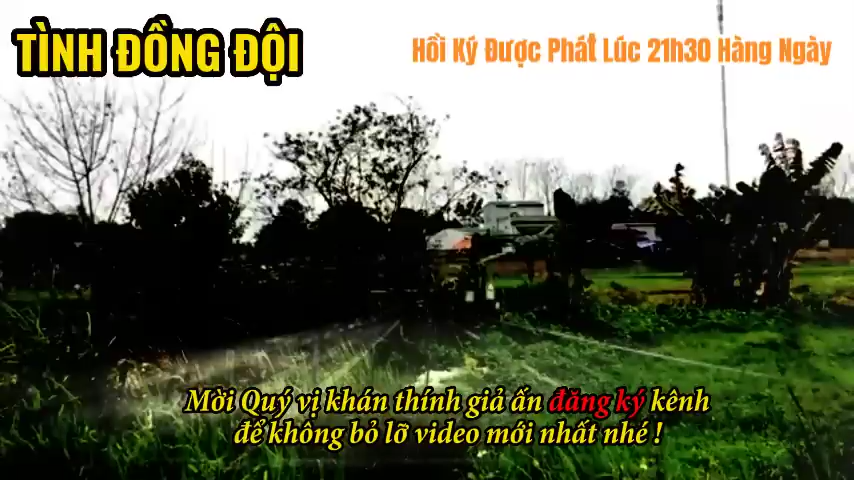 TÌNH ĐỒNG ĐỘI
Hồi Ký Được Phát Lúc 21h30 Hàng Ngày
Mời Quý vị khán thính giả ấn đăng ký kênh
để không bỏ lỡ video mới nhất nhé !